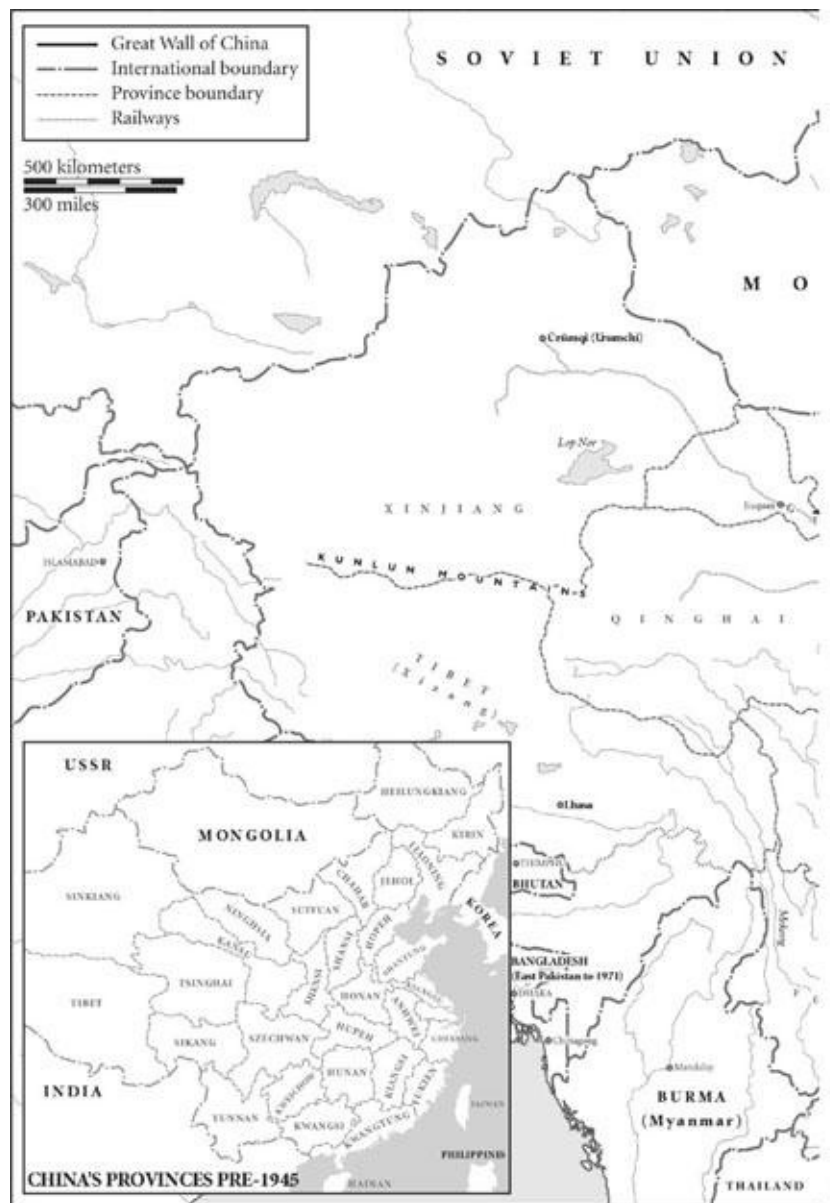 Great Wall of China
International boundary
Province boundary
Railways
500 kilometers
300 miles
SOVIET UNION
MO
Lop Nor
XINJIANG
KUNLUN MOUNTAINS
ISLAMABAD
PAKISTAN
QINGHAI
TIBET
(Xizang)
Lhasa
THIMPHU
BHUTAN
BANGLADESH
(East Pakistan to 1971)
DHAKA
Chittagong
Mekong
Mandalay
BURMA
(Myanmar)
THAILAND
USSR
MONGOLIA
HEILUNGKIANG
KIRIN
LIAONING
JEHOL
CHAHAR
SUIYUAN
NINGHSIA
SINKIANG
KANSU
KOREA
HOPEH
SHANSI
SHENSI
SHANTUNG
TSINGHAI
TIBET
HONAN
KIANGSU
ANHWEI
SIKANG
SZECHWAN
HUPEH
CHEKIANG
INDIA
HUNAN
KIANGSI
FUKIEN
KWEICHOW
YUNNAN
KWANGSI
KWANGTUNG
TAIWAN
PHILIPPINES
HAINAN
CHINA'S PROVINCES PRE-1945